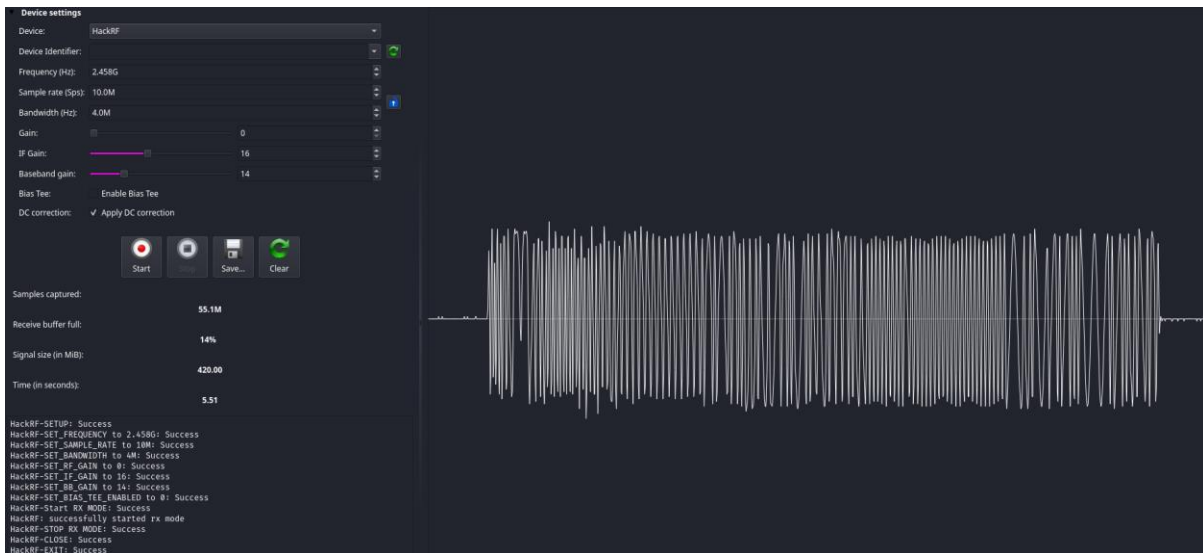 Device settings
Device: HackRF
Device Identifier:
Frequency (Hz): 2.458G
Sample rate (Sps): 10.0M
Bandwidth (Hz): 4.0M
Gain: 0
IF Gain: 16
Baseband gain: 14
Bias Tee: Enable Bias Tee
DC correction: ✓ Apply DC correction
Start Stop Save... Clear
Samples captured:
55.1M
Receive buffer full:
14%
Signal size (in MiB):
420.00
Time (in seconds):
5.51
HackRF-SETUP: Success
HackRF-SET_FREQUENCY to 2.458G: Success
HackRF-SET_SAMPLE_RATE to 10M: Success
HackRF-SET_BANDWIDTH to 4M: Success
HackRF-SET_RF_GAIN to 0: Success
HackRF-SET_IF_GAIN to 16: Success
HackRF-SET_BB_GAIN to 14: Success
HackRF-SET_BIAS_TEE_ENABLED to 0: Success
HackRF-Start RX MODE: Success
HackRF: successfully started rx mode
HackRF-STOP RX MODE: Success
HackRF-CLOSE: Success
HackRF-EXIT: Success